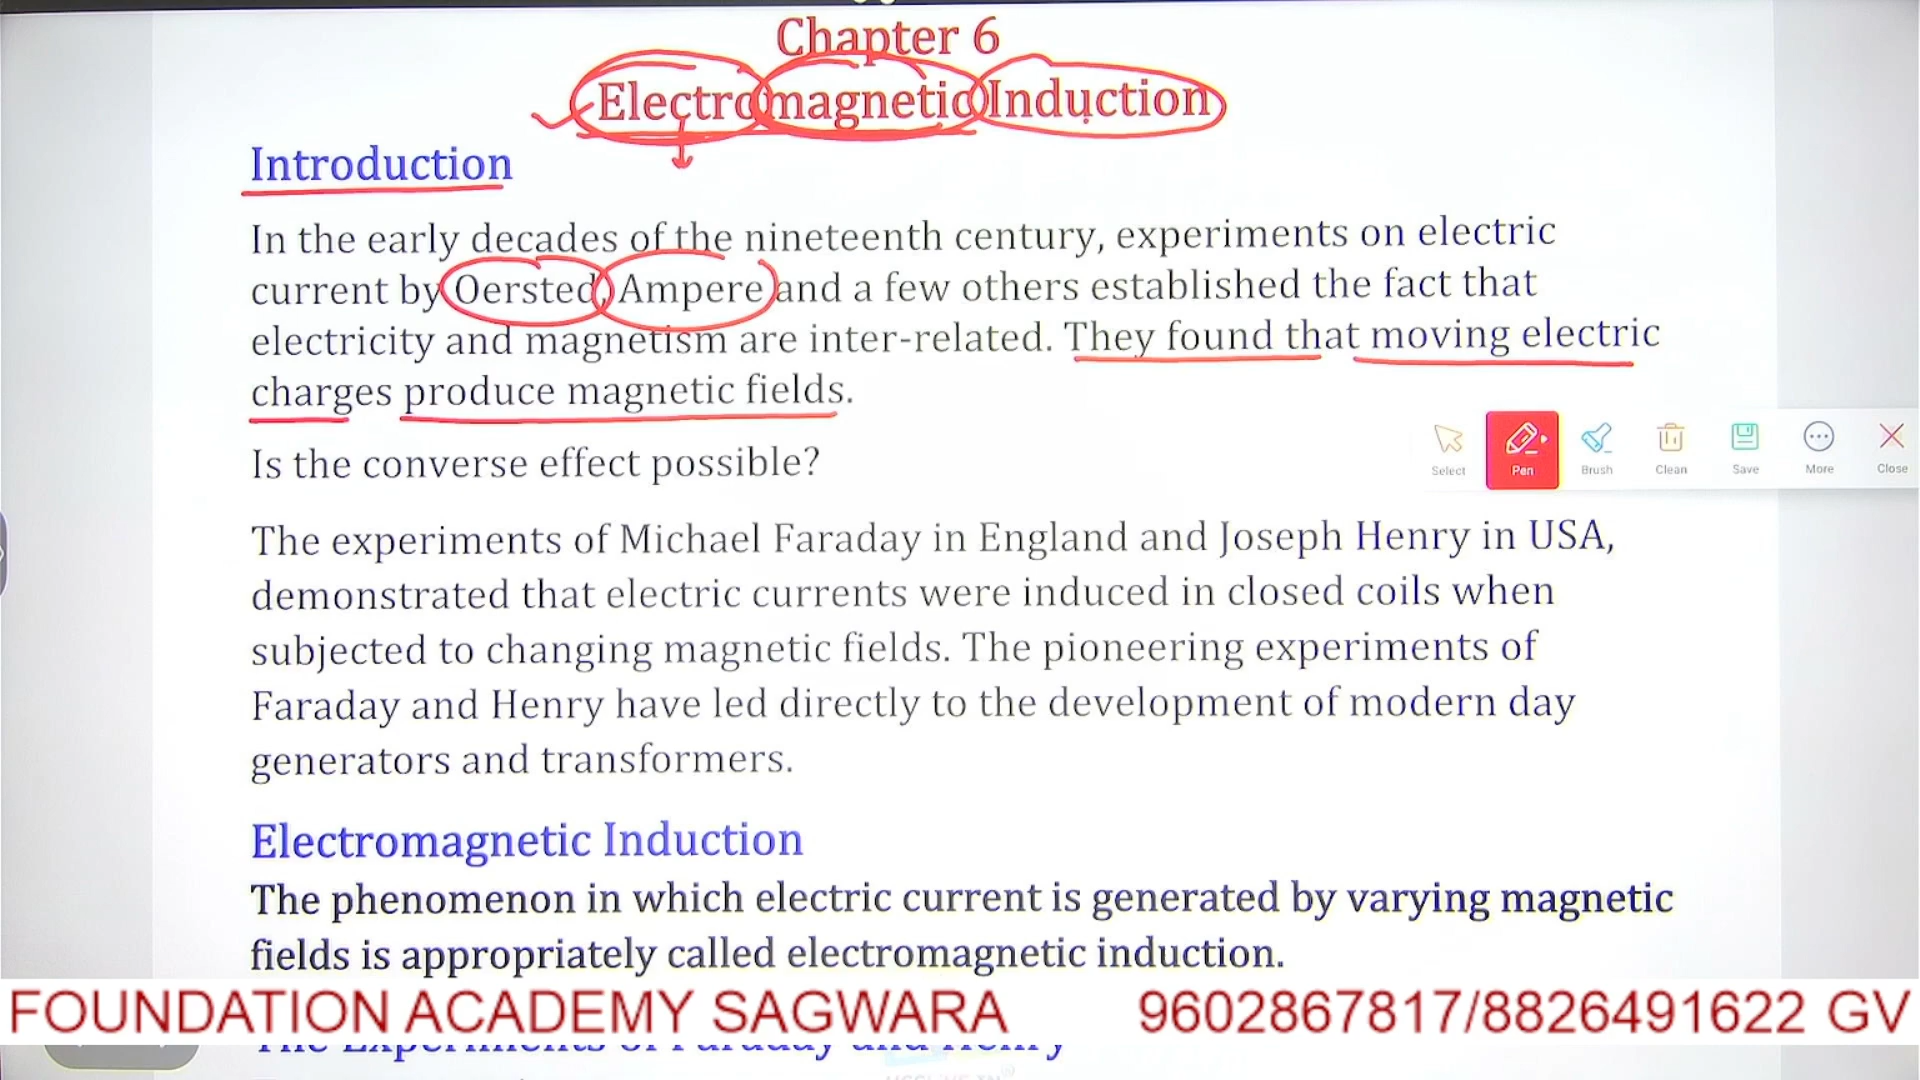 Chapter 6
Electromagnetic Induction
Introduction
In the early decades of the nineteenth century, experiments on electric
current by Oersted, Ampere and a few others established the fact that
electricity and magnetism are inter-related. They found that moving electric
charges produce magnetic fields.
Is the converse effect possible?
Select Pen Brush Clean Save More Close
The experiments of Michael Faraday in England and Joseph Henry in USA,
demonstrated that electric currents were induced in closed coils when
subjected to changing magnetic fields. The pioneering experiments of
Faraday and Henry have led directly to the development of modern day
generators and transformers.
Electromagnetic Induction
The phenomenon in which electric current is generated by varying magnetic
fields is appropriately called electromagnetic induction.
FOUNDATION ACADEMY SAGWARA 9602867817/8826491622 GV
The Experiments of Faraday and Henry